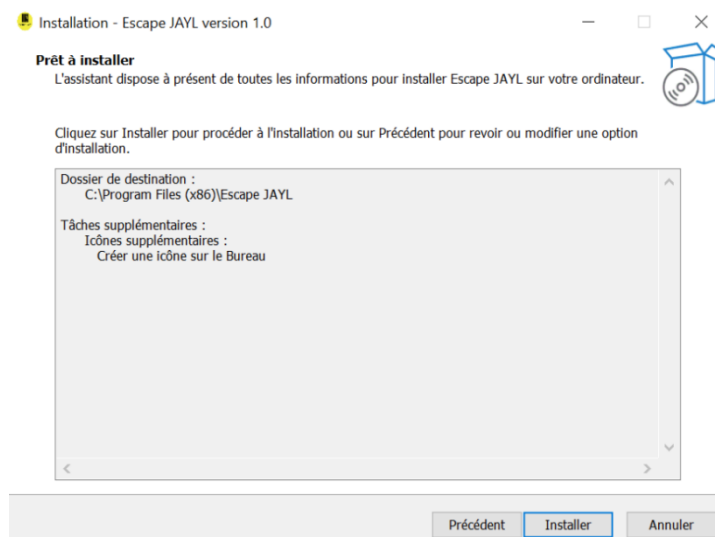 Installation - Escape JAYL version 1.0
Prêt à installer
L'assistant dispose à présent de toutes les informations pour installer Escape JAYL sur votre ordinateur.
Cliquez sur Installer pour procéder à l'installation ou sur Précédent pour revoir ou modifier une option
d'installation.
Dossier de destination :
C:\Program Files (x86)\Escape JAYL
Tâches supplémentaires :
Icônes supplémentaires :
Créer une icône sur le Bureau
Précédent Installer Annuler